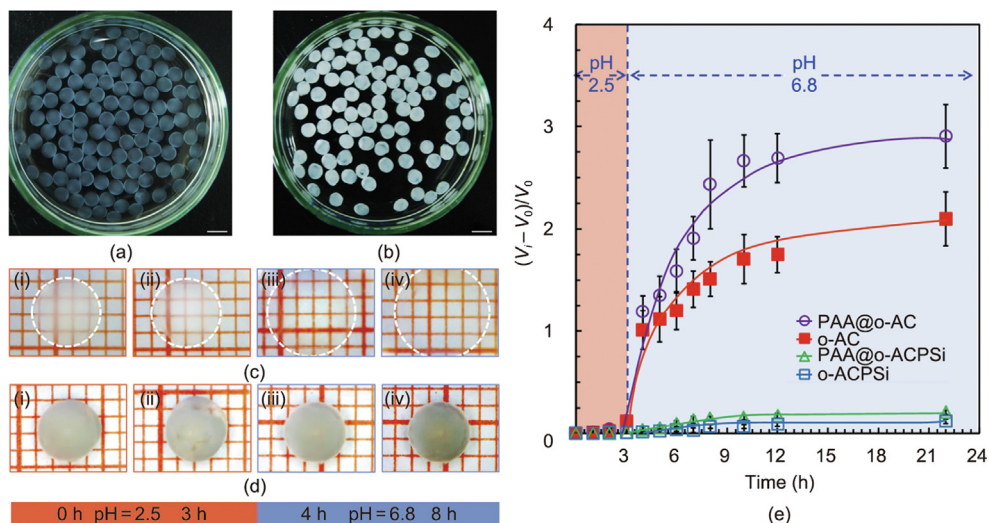 (a)
(b)
(i)
(ii)
(iii)
(iv)
(c)
(i)
(ii)
(iii)
(iv)
(d)
0 h pH = 2.5 3 h
4 h pH = 6.8 8 h
4
3
2
1
0
(Vᵢ – V₀)/V₀
pH
2.5
pH
6.8
PAA@o-AC
o-AC
PAA@o-ACPSi
o-ACPSi
3 6 9 12 15 18 21 24
Time (h)
(e)